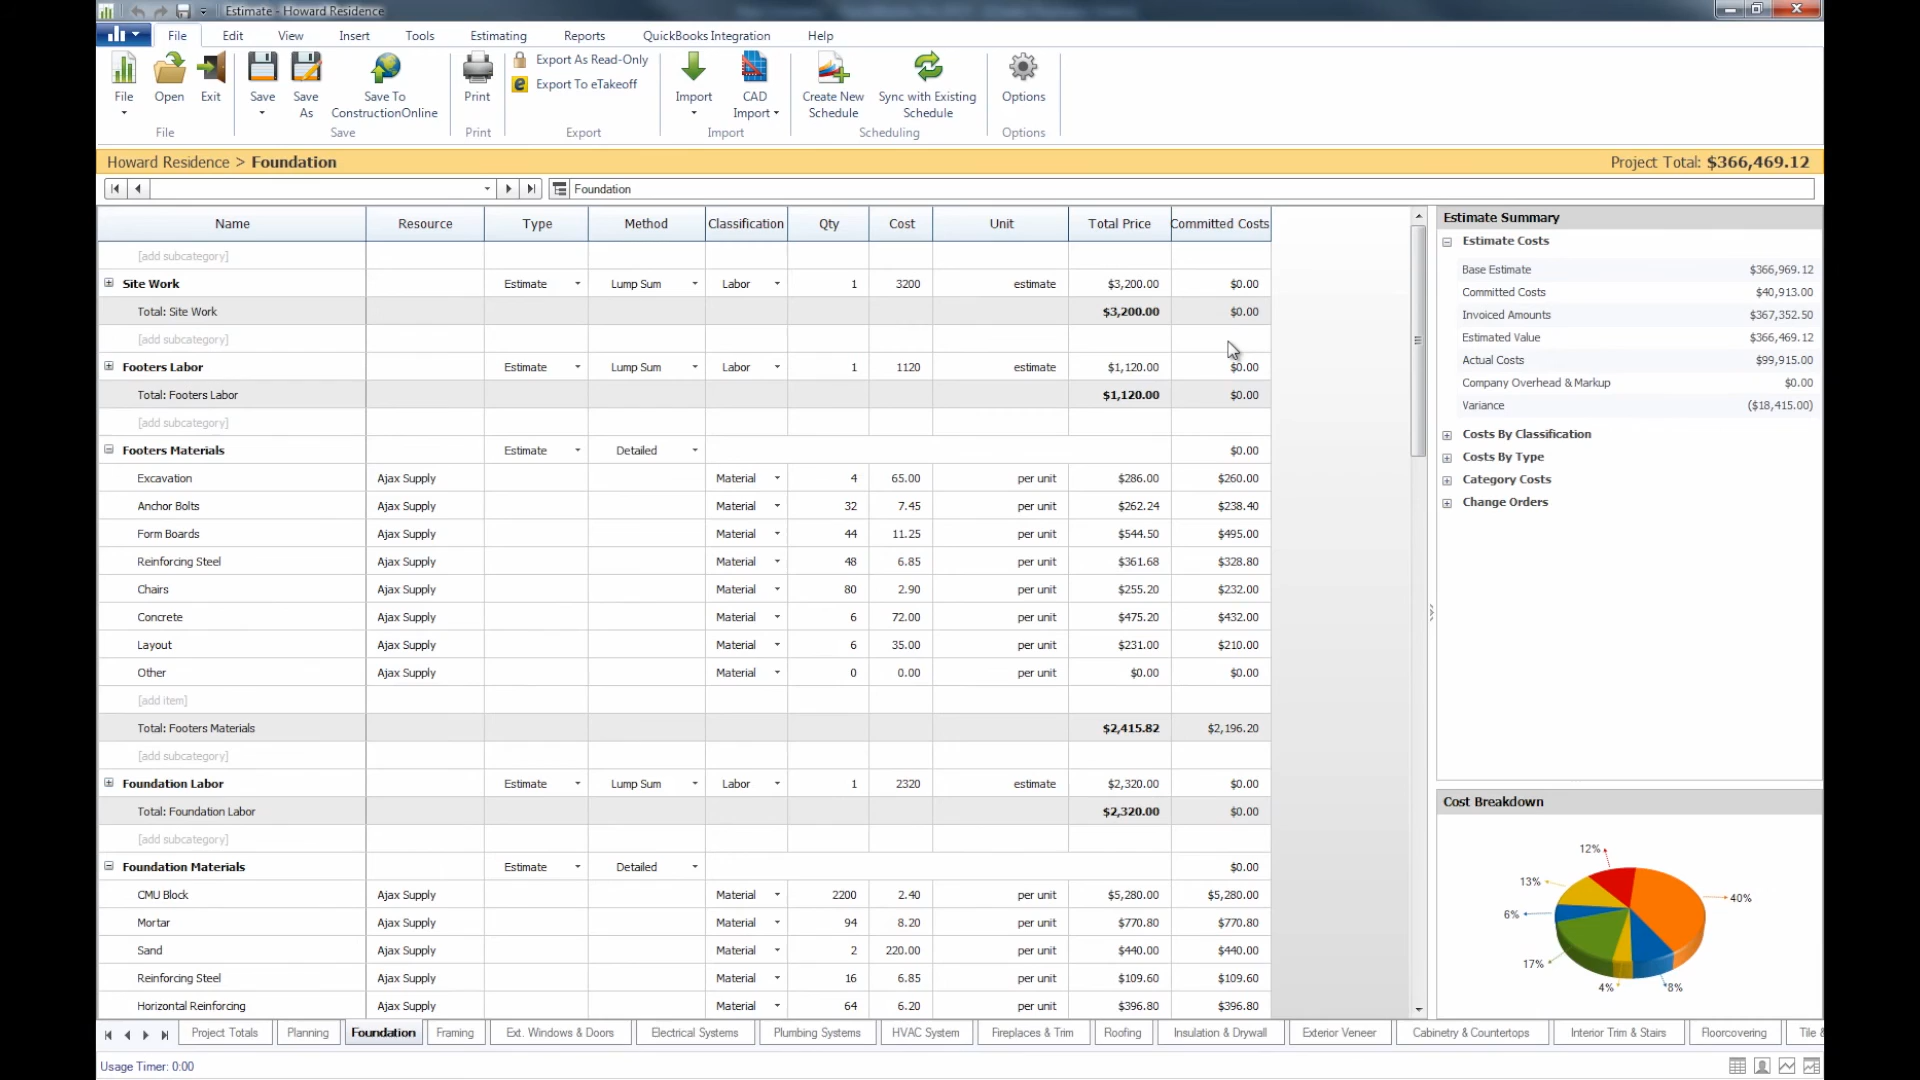 Estimate - Howard Residence
File Edit View Insert Tools Estimating Reports QuickBooks Integration Help
File Open Exit Save Save As Save To ConstructionOnline Print Export As Read-Only Export To eTakeoff Import CAD Import Create New Schedule Sync with Existing Schedule Options
File Save Print Export Import Scheduling Options
Howard Residence > Foundation Project Total: $366,469.12
Foundation
Name Resource Type Method Classification Qty Cost Unit Total Price Committed Costs
[add subcategory]
Site Work Estimate Lump Sum Labor 1 3200 estimate $3,200.00 $0.00
Total: Site Work $3,200.00 $0.00
[add subcategory]
Footers Labor Estimate Lump Sum Labor 1 1120 estimate $1,120.00 $0.00
Total: Footers Labor $1,120.00 $0.00
[add subcategory]
Footers Materials Estimate Detailed $0.00
Excavation Ajax Supply Material 4 65.00 per unit $286.00 $260.00
Anchor Bolts Ajax Supply Material 32 7.45 per unit $262.24 $238.40
Form Boards Ajax Supply Material 44 11.25 per unit $544.50 $495.00
Reinforcing Steel Ajax Supply Material 48 6.85 per unit $361.68 $328.80
Chairs Ajax Supply Material 80 2.90 per unit $255.20 $232.00
Concrete Ajax Supply Material 6 72.00 per unit $475.20 $432.00
Layout Ajax Supply Material 6 35.00 per unit $231.00 $210.00
Other Ajax Supply Material 0 0.00 per unit $0.00 $0.00
[add item]
Total: Footers Materials $2,415.82 $2,196.20
[add subcategory]
Foundation Labor Estimate Lump Sum Labor 1 2320 estimate $2,320.00 $0.00
Total: Foundation Labor $2,320.00 $0.00
[add subcategory]
Foundation Materials Estimate Detailed $0.00
CMU Block Ajax Supply Material 2200 2.40 per unit $5,280.00 $5,280.00
Mortar Ajax Supply Material 94 8.20 per unit $770.80 $770.80
Sand Ajax Supply Material 2 220.00 per unit $440.00 $440.00
Reinforcing Steel Ajax Supply Material 16 6.85 per unit $109.60 $109.60
Horizontal Reinforcing Ajax Supply Material 64 6.20 per unit $396.80 $396.80
Estimate Summary
Estimate Costs
Base Estimate $366,969.12
Committed Costs $40,913.00
Invoiced Amounts $367,352.50
Estimated Value $366,469.12
Actual Costs $99,915.00
Company Overhead & Markup $0.00
Variance ($18,415.00)
Costs By Classification
Costs By Type
Category Costs
Change Orders
Cost Breakdown
12%
13%
40%
6%
17%
4% 8%
Project Totals Planning Foundation Framing Ext. Windows & Doors Electrical Systems Plumbing Systems HVAC System Fireplaces & Trim Roofing Insulation & Drywall Exterior Veneer Cabinetry & Countertops Interior Trim & Stairs Floorcovering Tile &
Usage Timer: 0:00